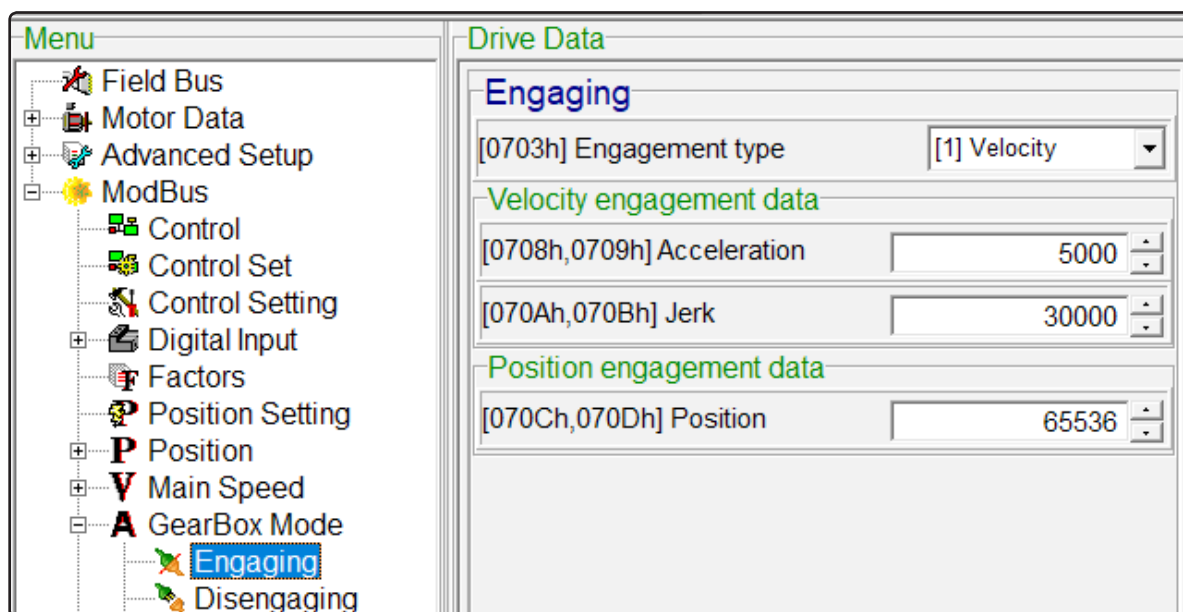 Menu
Field Bus
Motor Data
Advanced Setup
ModBus
Control
Control Set
Control Setting
Digital Input
Factors
Position Setting
Position
Main Speed
GearBox Mode
Engaging
Disengaging
Drive Data
Engaging
[0703h] Engagement type [1] Velocity
Velocity engagement data
[0708h,0709h] Acceleration 5000
[070Ah,070Bh] Jerk 30000
Position engagement data
[070Ch,070Dh] Position 65536